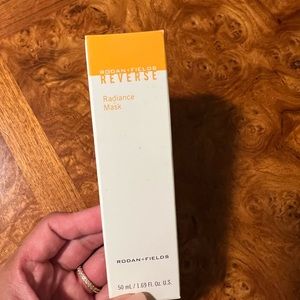 RODAN+FIELDS
REVERSE
Radiance
Mask
RODAN+FIELDS
50 mL / 1.69 Fl. Oz. U.S.